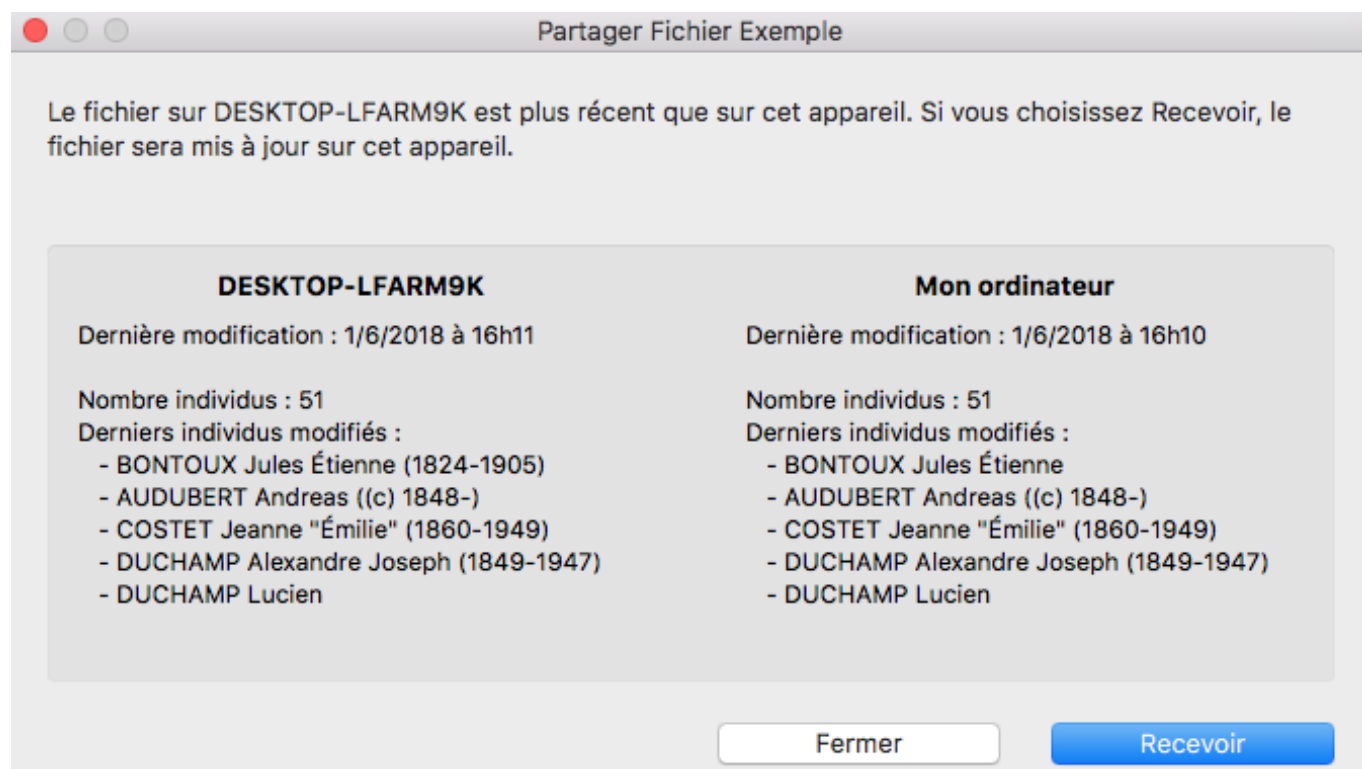 Partager Fichier Exemple
Le fichier sur DESKTOP-LFARM9K est plus récent que sur cet appareil. Si vous choisissez Recevoir, le
fichier sera mis à jour sur cet appareil.
DESKTOP-LFARM9K
Dernière modification : 1/6/2018 à 16h11
Nombre individus : 51
Derniers individus modifiés :
- BONTOUX Jules Étienne (1824-1905)
- AUDUBERT Andreas ((c) 1848-)
- COSTET Jeanne "Émilie" (1860-1949)
- DUCHAMP Alexandre Joseph (1849-1947)
- DUCHAMP Lucien
Mon ordinateur
Dernière modification : 1/6/2018 à 16h10
Nombre individus : 51
Derniers individus modifiés :
- BONTOUX Jules Étienne
- AUDUBERT Andreas ((c) 1848-)
- COSTET Jeanne "Émilie" (1860-1949)
- DUCHAMP Alexandre Joseph (1849-1947)
- DUCHAMP Lucien
Fermer
Recevoir